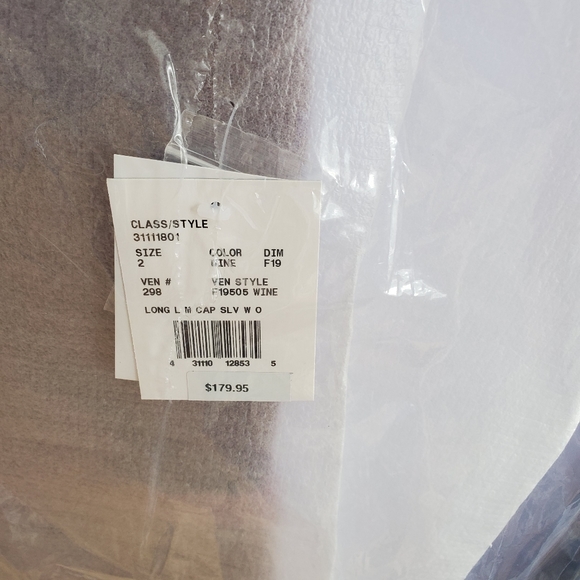 CLASS/STYLE
31111801
SIZE COLOR DIM
2 WINE F19
VEN # VEN STYLE
298 F19505 WINE
LONG L M CAP SLV W O
4 31110 12853 5
$179.95